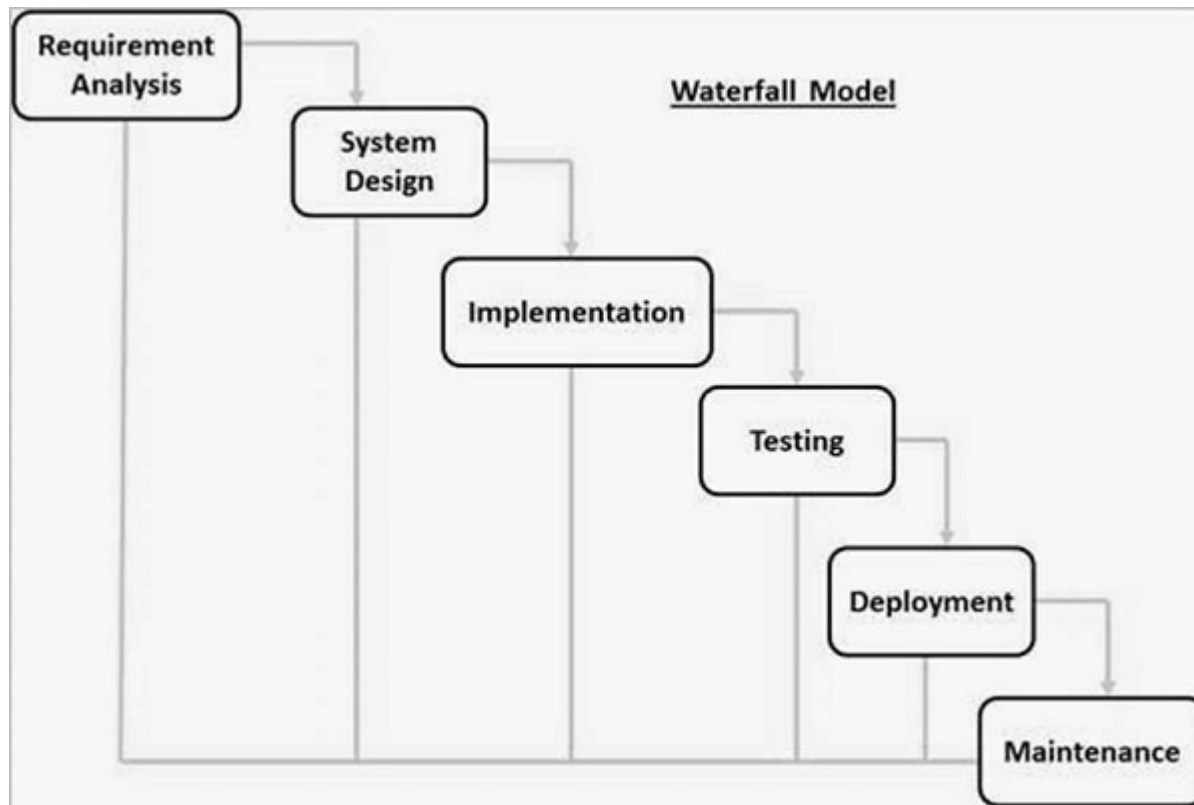 Requirement
Analysis
Waterfall Model
System
Design
Implementation
Testing
Deployment
Maintenance